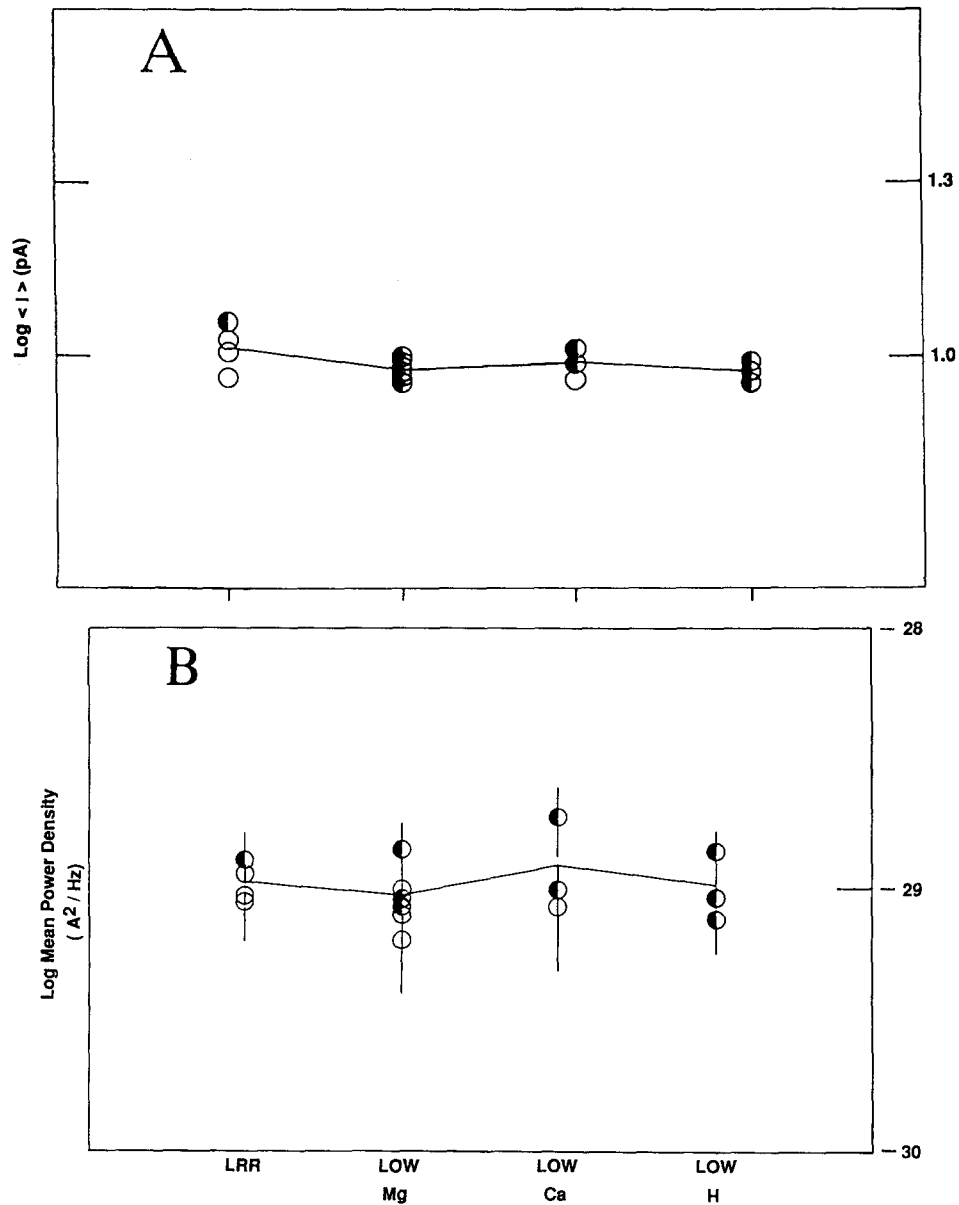 A
1.3
Log < I > (pA)
1.0
28
B
Log Mean Power Density
( A2 / Hz)
29
30
LRR LOW LOW LOW
Mg Ca H